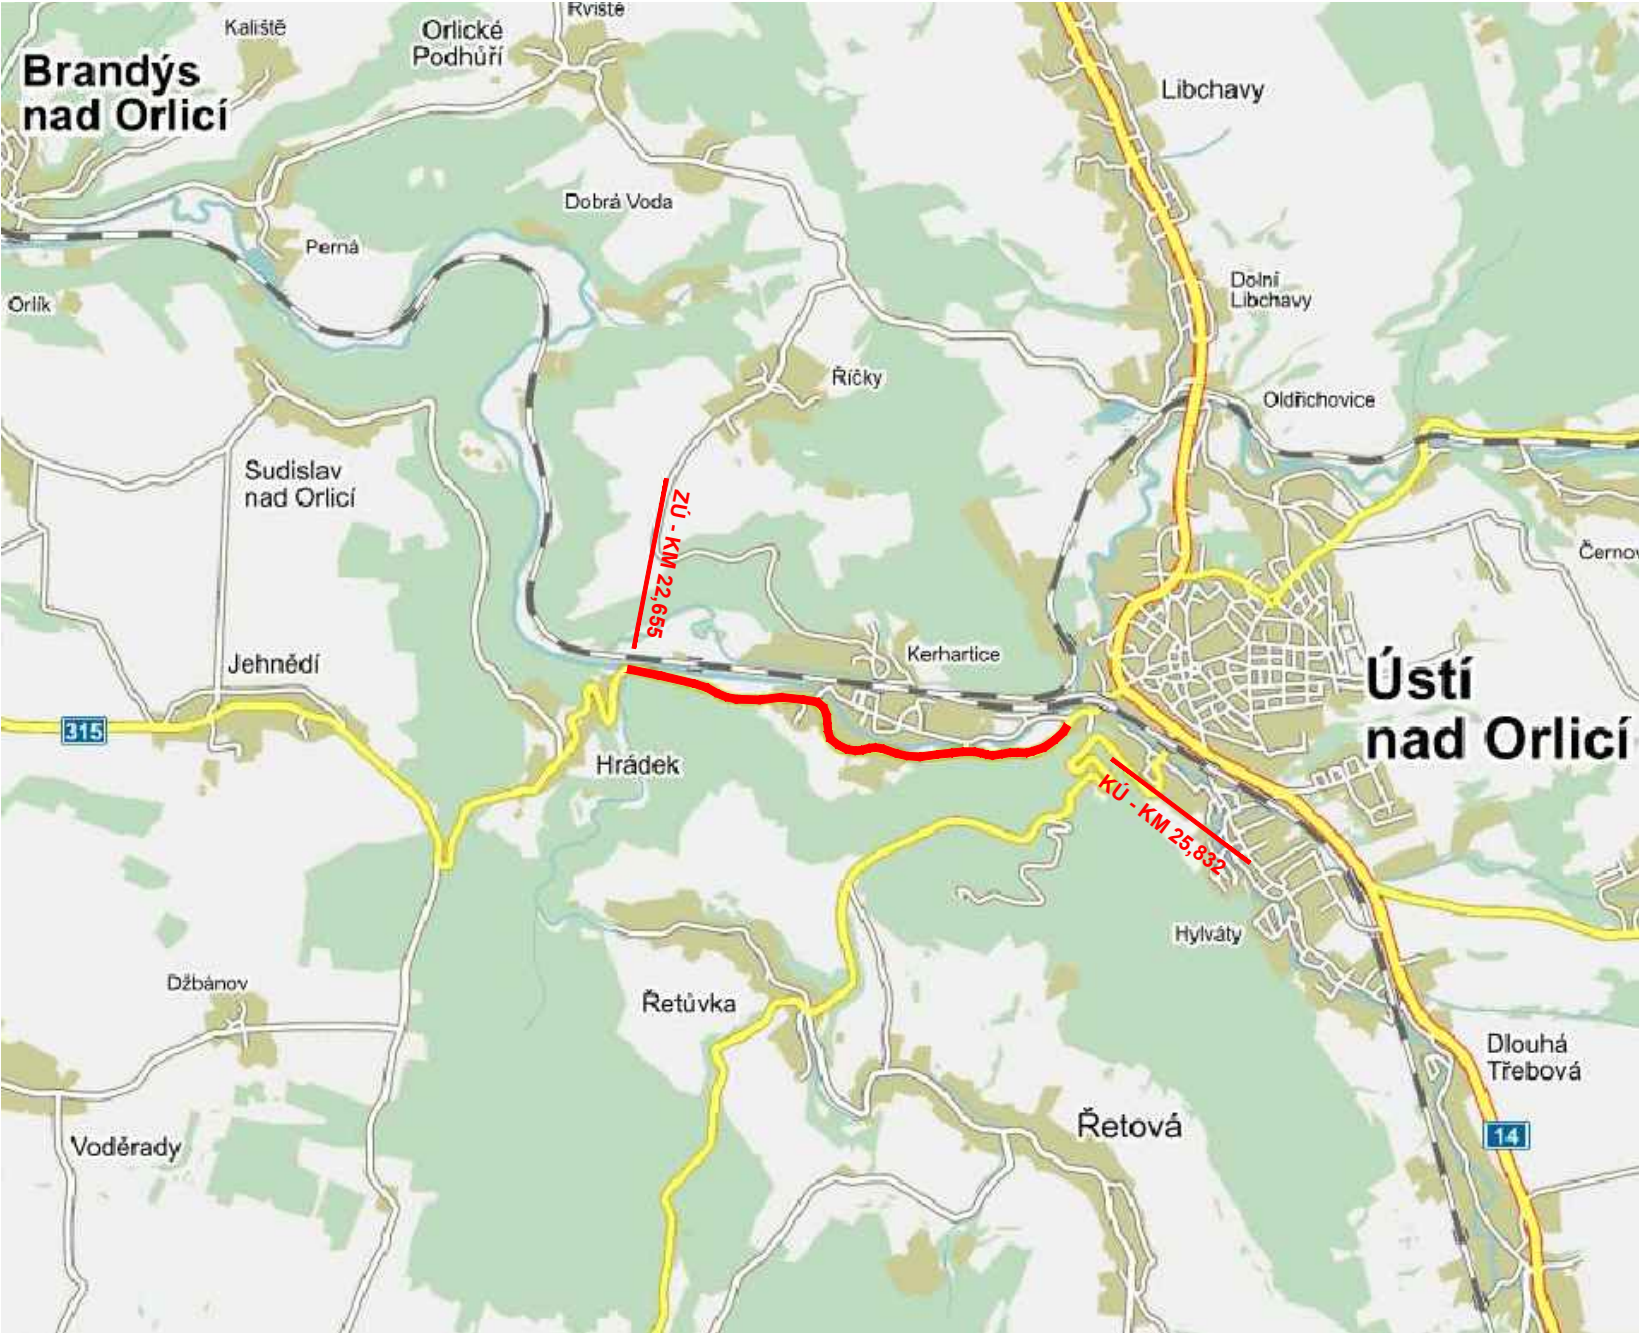 Rviště
Kaliště
Orlické
Podhůří
Brandýs
nad Orlicí
Libchavy
Dobrá Voda
Perná
Dolní
Libchavy
Orlík
Říčky
Oldřichovice
Sudislav
nad Orlicí
ZÚ - KM 22,655
Černov
Kerhartice
Jehnědí
Ústí
nad Orlicí
315
Hrádek
KÚ - KM 25,832
Hylváty
Džbánov
Řetůvka
Dlouhá
Třebová
Řetová
14
Voděrady